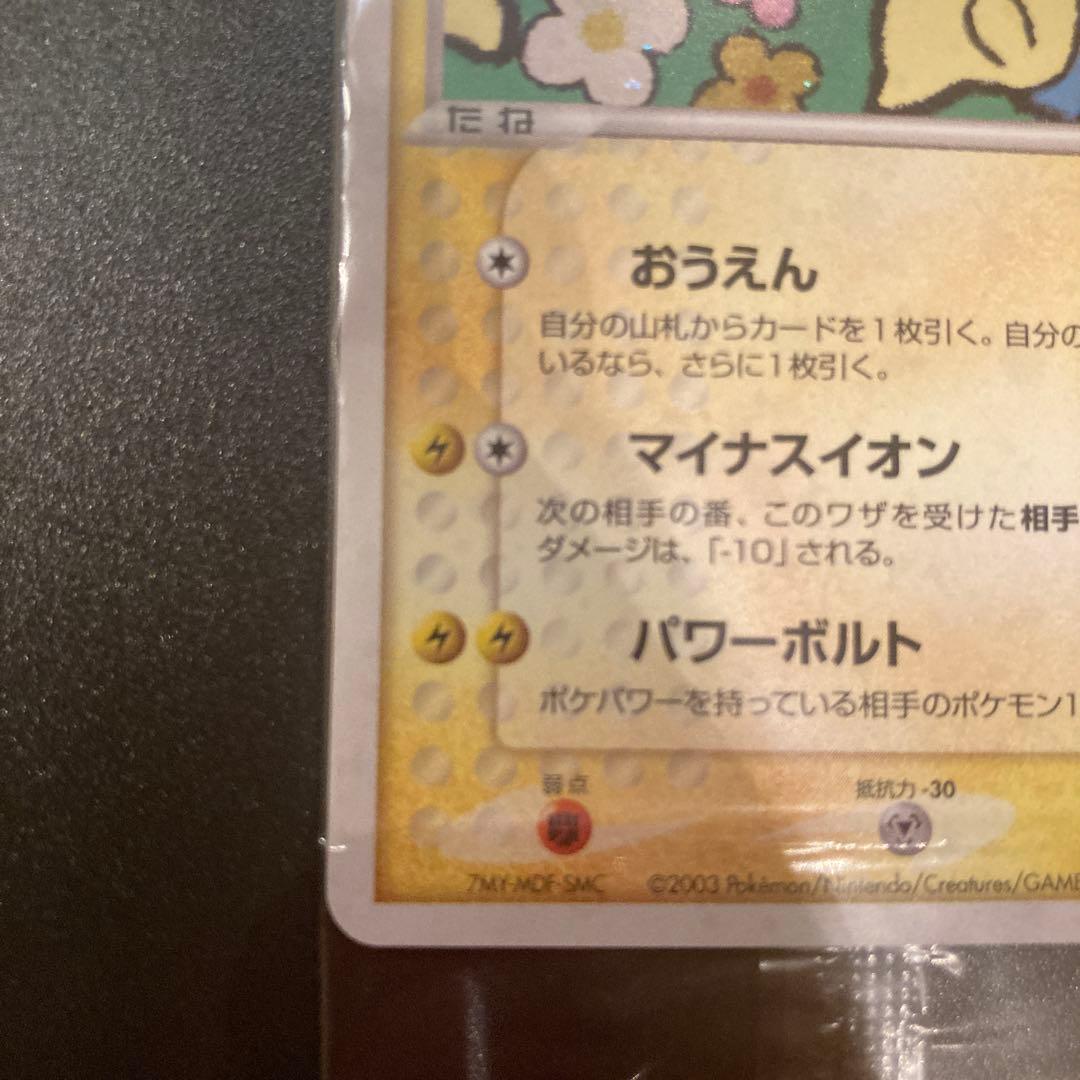 たね
おうえん
自分の山札からカードを1枚引く。自分の
いるなら、さらに1枚引く。
マイナスイオン
次の相手の番、このワザを受けた相手
ダメージは、「-10」される。
パワーボルト
ポケパワーを持っている相手のポケモン1
弱点
抵抗力 -30
7MY-MDF-SMC ©2003 Pokémon/Nintendo/Creatures/GAME